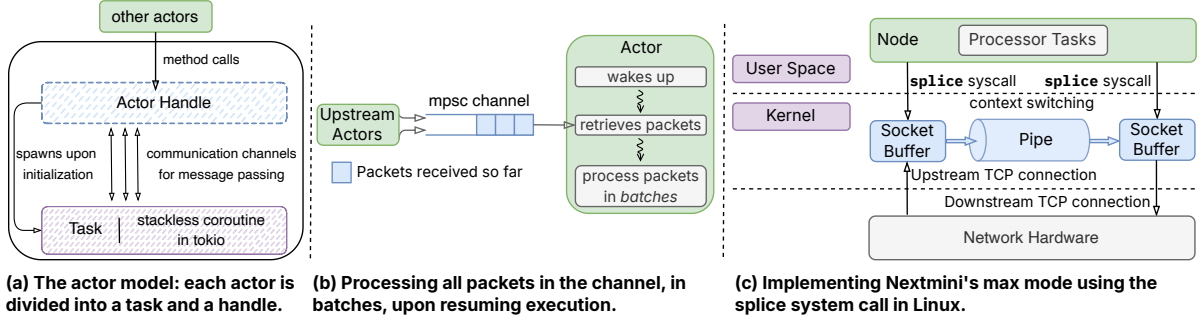 other actors
method calls
Actor Handle
spawns upon
initialization
communication channels
for message passing
Task
stackless coroutine
in tokio
(a) The actor model: each actor is
divided into a task and a handle.
Actor
wakes up
mpsc channel
Upstream
Actors
retrieves packets
Packets received so far
process packets
in batches
(b) Processing all packets in the channel, in
batches, upon resuming execution.
Node
Processor Tasks
User Space
splice syscall
splice syscall
context switching
Kernel
Socket
Buffer
Pipe
Socket
Buffer
Upstream TCP connection
Downstream TCP connection
Network Hardware
(c) Implementing Nextmini's max mode using the
splice system call in Linux.